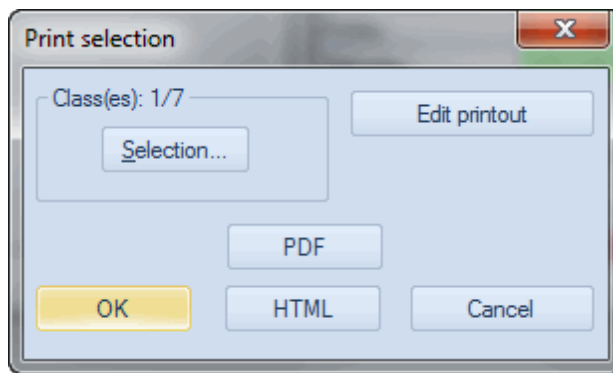 Print selection
Class(es): 1/7
Edit printout
Selection...
PDF
OK
HTML
Cancel